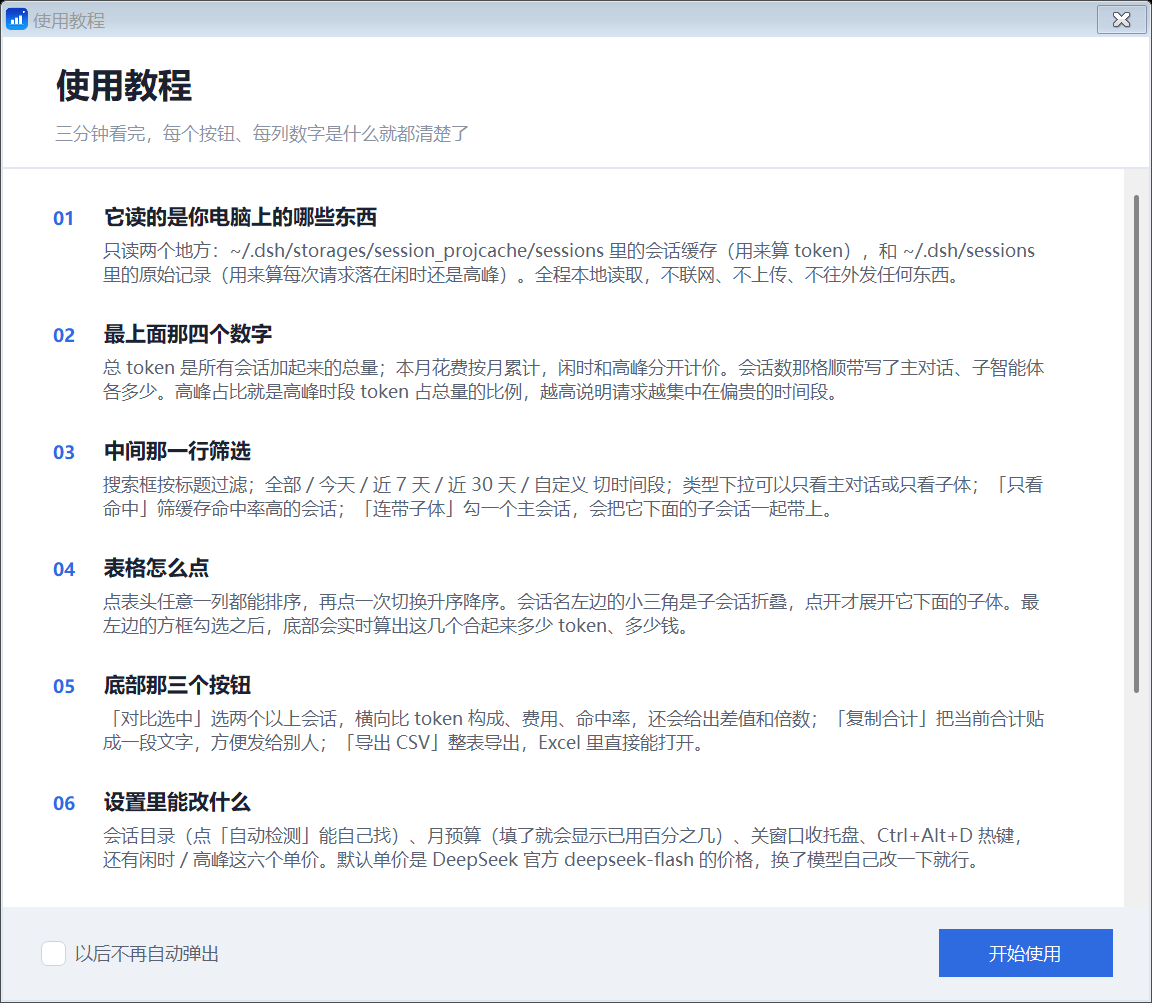 使用教程
使用教程
三分钟看完，每个按钮、每列数字是什么就都清楚了
01 它读的是你电脑上的哪些东西
只读两个地方：~/.dsh/storages/session_projcache/sessions 里的会话缓存（用来算 token），和 ~/.dsh/sessions
里的原始记录（用来算每次请求落在闲时还是高峰）。全程本地读取，不联网、不上传、不往外发任何东西。
02 最上面那四个数字
总 token 是所有会话加起来的总量；本月花费按月累计，闲时和高峰分开计价。会话数那格顺带写了主对话、子智能体
各多少。高峰占比就是高峰时段 token 占总量的比例，越高说明请求越集中在偏贵的时间段。
03 中间那一行筛选
搜索框按标题过滤；全部 / 今天 / 近 7 天 / 近 30 天 / 自定义 切时间段；类型下拉可以只看主对话或只看子体；「只看
命中」筛缓存命中率高的会话；「连带子体」勾一个主会话，会把它下面的子会话一起带上。
04 表格怎么点
点表头任意一列都能排序，再点一次切换升序降序。会话名左边的小三角是子会话折叠，点开才展开它下面的子体。最
左边的方框勾选之后，底部会实时算出这几个合起来多少 token、多少钱。
05 底部那三个按钮
「对比选中」选两个以上会话，横向比 token 构成、费用、命中率，还会给出差值和倍数；「复制合计」把当前合计贴
成一段文字，方便发给别人；「导出 CSV」整表导出，Excel 里直接能打开。
06 设置里能改什么
会话目录（点「自动检测」能自己找）、月预算（填了就会显示已用百分之几）、关窗口收托盘、Ctrl+Alt+D 热键，
还有闲时 / 高峰这六个单价。默认单价是 DeepSeek 官方 deepseek-flash 的价格，换了模型自己改一下就行。
以后不再自动弹出
开始使用